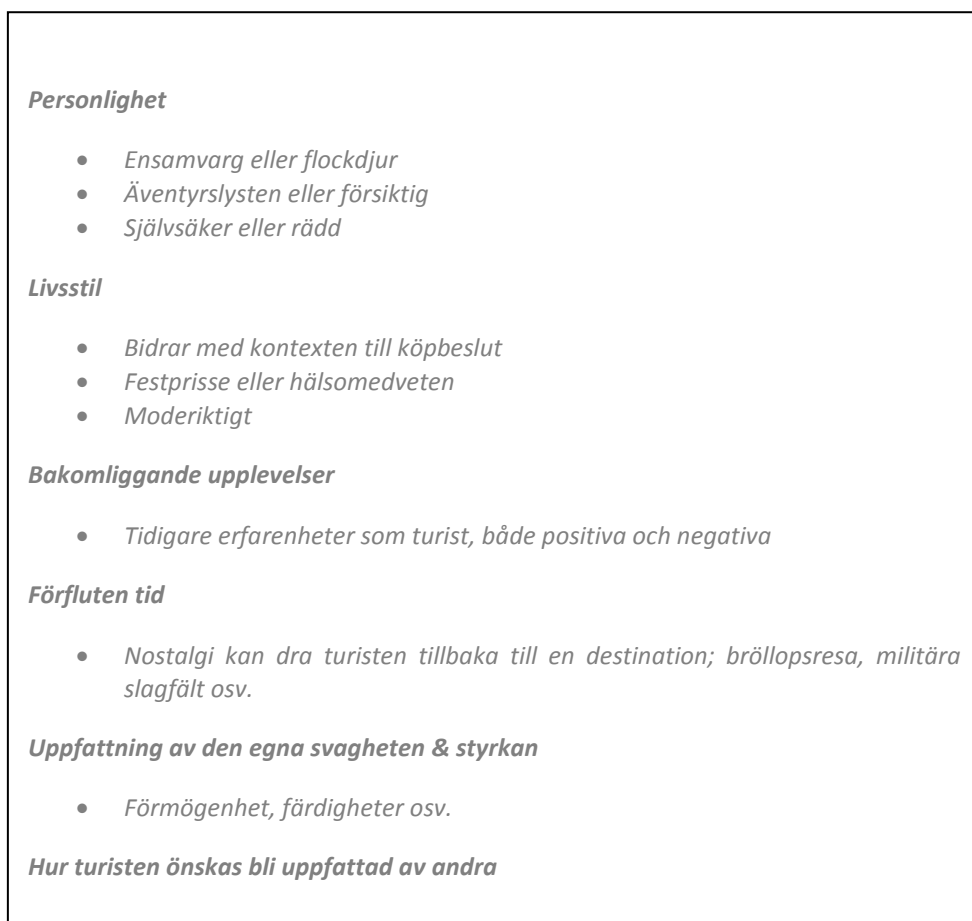 Personlighet
• Ensamvarg eller flockdjur
• Äventyrslysten eller försiktig
• Självsäker eller rädd
Livsstil
• Bidrar med kontexten till köpbeslut
• Festprisse eller hälsomedveten
• Moderiktigt
Bakomliggande upplevelser
• Tidigare erfarenheter som turist, både positiva och negativa
Förfluten tid
• Nostalgi kan dra turisten tillbaka till en destination; bröllopsresa, militära
slagfält osv.
Uppfattning av den egna svagheten & styrkan
• Förmögenhet, färdigheter osv.
Hur turisten önskas bli uppfattad av andra